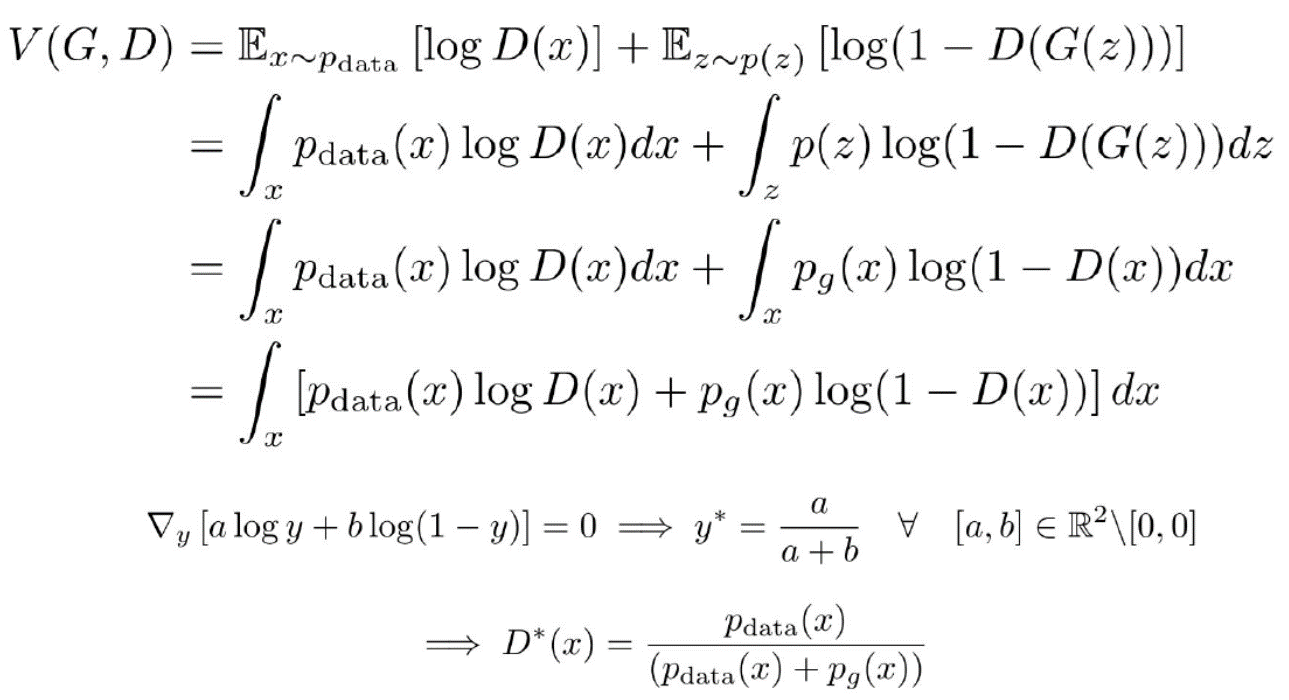 V(G, D) = 𝔼_{x∼p_data} [log D(x)] + 𝔼_{z∼p(z)} [log(1 − D(G(z)))]
= ∫_x p_data(x) log D(x)dx + ∫_z p(z) log(1 − D(G(z)))dz
= ∫_x p_data(x) log D(x)dx + ∫_x p_g(x) log(1 − D(x))dx
= ∫_x [p_data(x) log D(x) + p_g(x) log(1 − D(x))] dx
∇_y [a log y + b log(1 − y)] = 0 ⟹ y* = a/(a + b) ∀ [a, b] ∈ ℝ²\[0, 0]
⟹ D*(x) = p_data(x)/(p_data(x) + p_g(x))